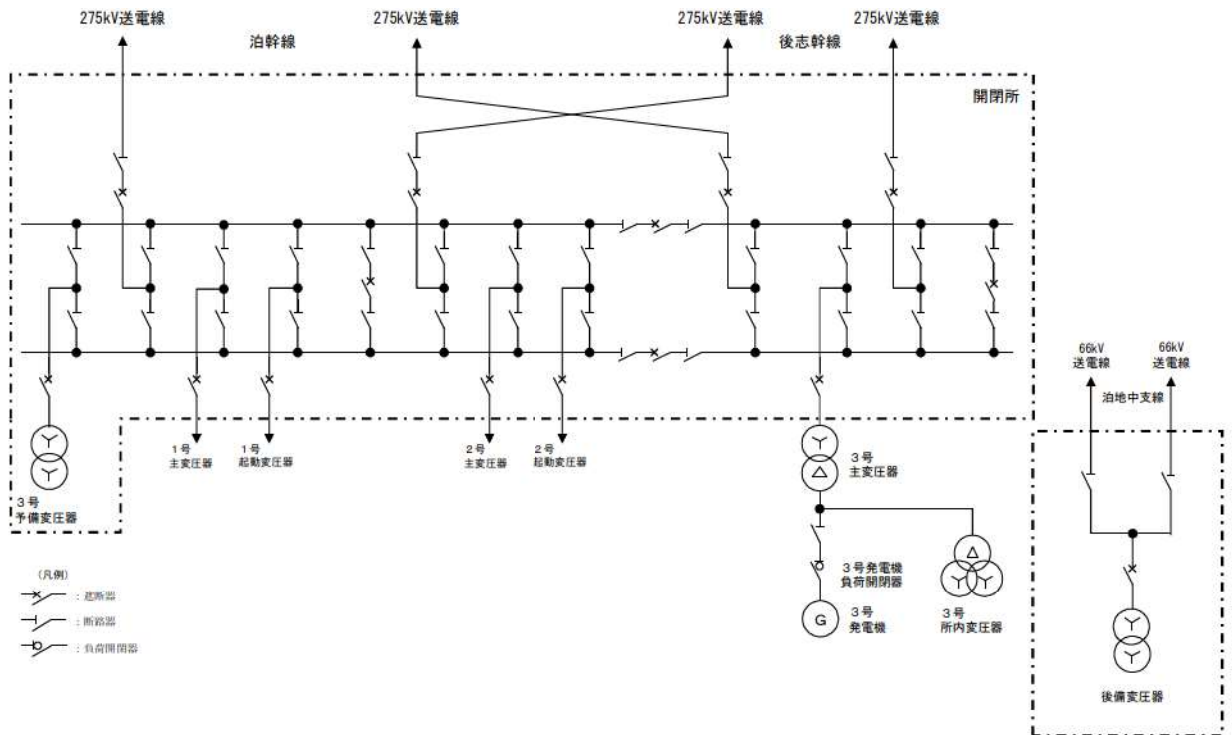 275kV送電線
275kV送電線
275kV送電線
275kV送電線
泊幹線
後志幹線
開閉所
66kV
送電線
66kV
送電線
泊地中支線
1号
主変圧器
1号
起動変圧器
2号
主変圧器
2号
起動変圧器
3号
主変圧器
3号
予備変圧器
3号発電機
負荷開閉器
G
3号
発電機
3号
所内変圧器
後備変圧器
(凡例)
:遮断器
:断路器
:負荷開閉器